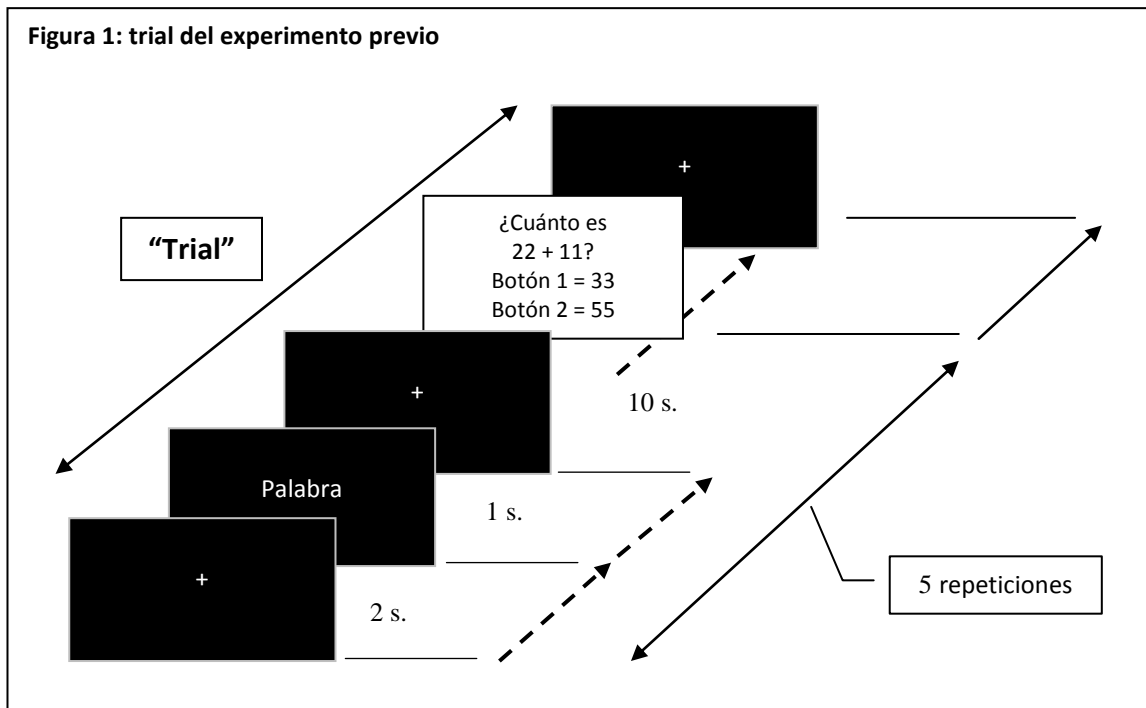 Figura 1: trial del experimento previo
+
“Trial”
¿Cuánto es
22 + 11?
Botón 1 = 33
Botón 2 = 55
+
10 s.
Palabra
1 s.
+
2 s.
5 repeticiones